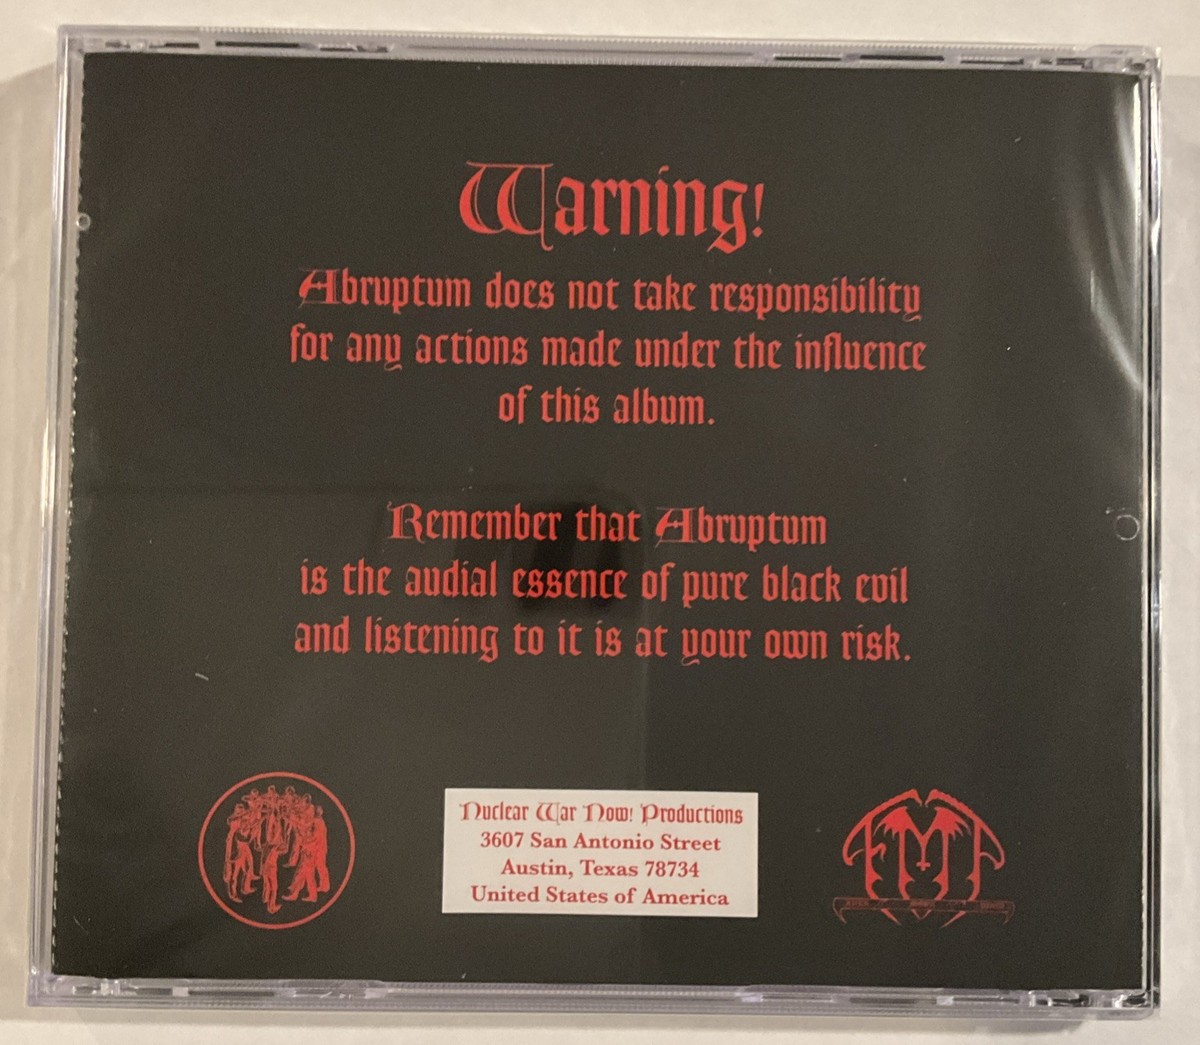 Warning!
Abruptum does not take responsibility
for any actions made under the influence
of this album.
Remember that Abruptum
is the audial essence of pure black evil
and listening to it is at your own risk.
Nuclear War Now! Productions
3607 San Antonio Street
Austin, Texas 78734
United States of America